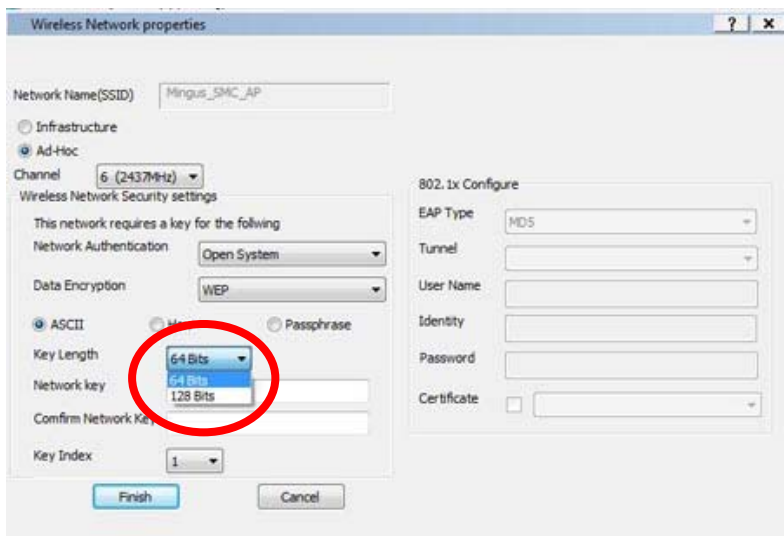 Wireless Network properties
? x
Network Name(SSID) Mingus_SMC_AP
Infrastructure
Ad-Hoc
Channel 6 (2437MHz)
Wireless Network Security settings
This network requires a key for the follwing
Network Authentication Open System
Data Encryption WEP
ASCII Passphrase
Key Length 64 Bits
64 Bits
128 Bits
Network key
Comfirm Network Key
Key Index 1
Finish Cancel
802.1x Configure
EAP Type MD5
Tunnel
User Name
Identity
Password
Certificate